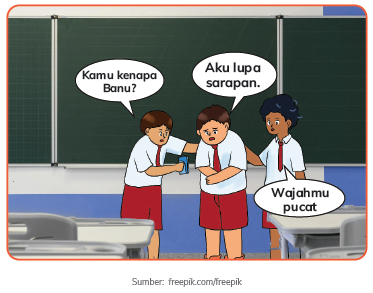 Kamu kenapa
Banu?
Aku lupa
sarapan.
Wajahmu
pucat
Sumber: freepik.com/freepik